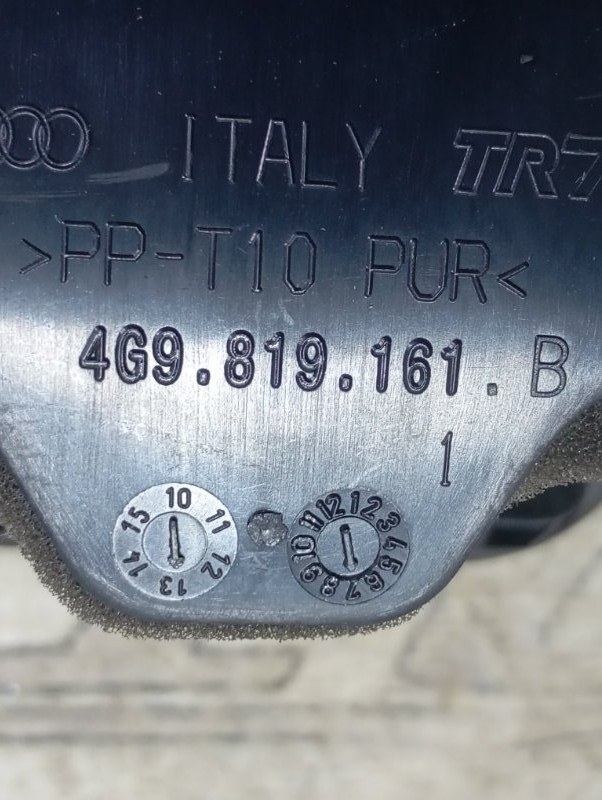 ITALY TR7
>PP-T10 PUR<
4G9.819.161.B
1
10 11 12 13 14 15
12 1 2 3 4 5 6 7 8 9 10 11